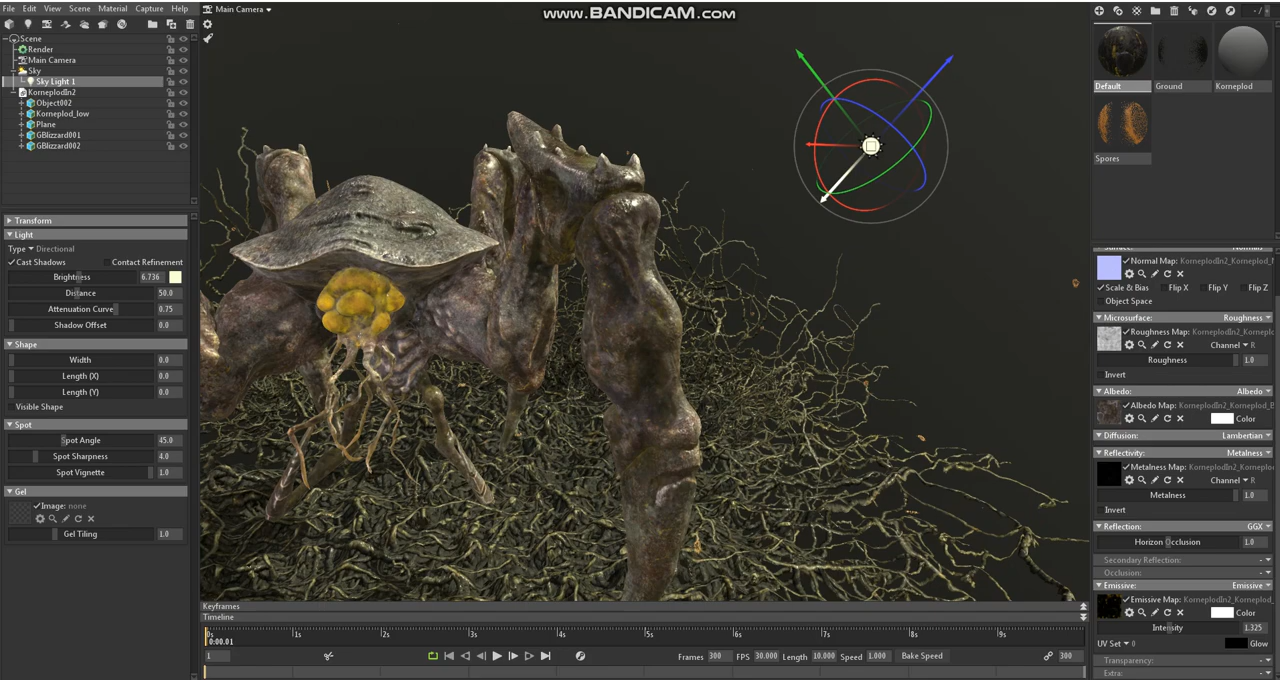 File Edit View Scene Material Capture Help
Main Camera
www.BANDICAM.com
Scene
Render
Main Camera
Sky
Sky Light 1
KorneplodIn2
Object002
Korneplod_low
Plane
GBlizzard001
GBlizzard002
Transform
Light
Type Directional
Cast Shadows Contact Refinement
Brightness 6.736
Distance 50.0
Attenuation Curve 0.75
Shadow Offset 0.0
Shape
Width 0.0
Length (X) 0.0
Length (Y) 0.0
Visible Shape
Spot
Spot Angle 45.0
Spot Sharpness 4.0
Spot Vignette 1.0
Gel
Image: none
Gel Tiling 1.0
Keyframes
Timeline
0s 1s 2s 3s 4s 5s 6s 7s 8s 9s
0:00.01
1
Frames 300 FPS 30.000 Length 10.000 Speed 1.000 Bake Speed 300
Default Ground Korneplod
Spores
Normal Map: KorneplodIn2_Korneplod_
Scale & Bias Flip X Flip Y Flip Z
Object Space
Microsurface: Roughness
Roughness Map: KorneplodIn2_Korneplod
Channel R
Roughness 1.0
Invert
Albedo: Albedo
Albedo Map: KorneplodIn2_Korneplod_
Color
Diffusion: Lambertian
Reflectivity: Metalness
Metalness Map: KorneplodIn2_Korneplod
Channel R
Metalness 1.0
Invert
Reflection: GGX
Horizon Occlusion 1.0
Secondary Reflection:
Occlusion:
Emissive: Emissive
Emissive Map: KorneplodIn2_Korneplod_
Color
Intensity 1.325
UV Set 0 Glow
Transparency:
Extra: